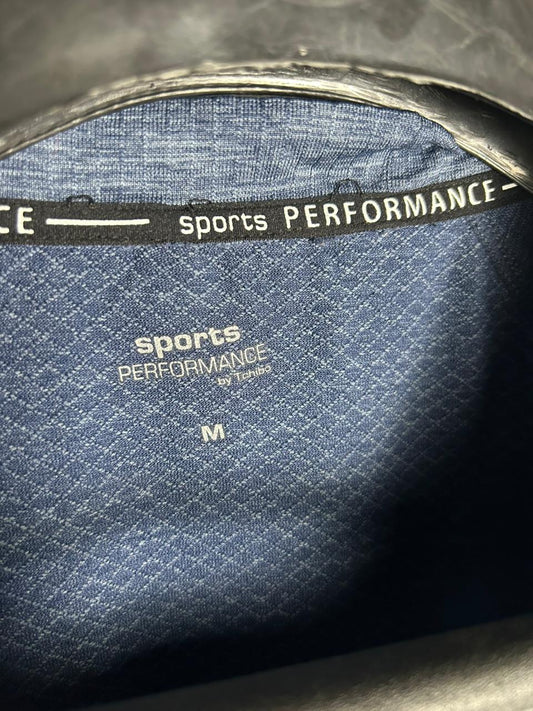 CE — sports PERFORMANCE —
sports
PERFORMANCE
by Tchibo
M